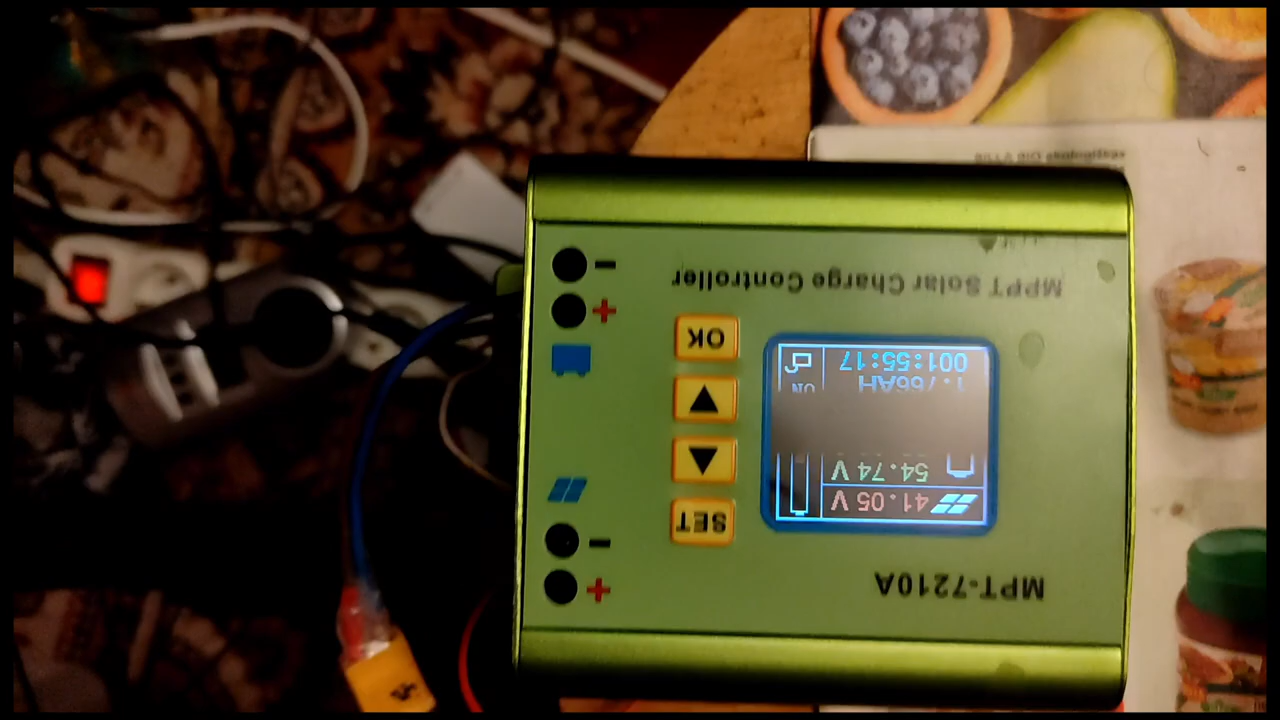 MPT-7210A
41.05 V
54.74 V
1.766AH
ON
001:55:17
SET
OK
MPPT Solar Charge Controller